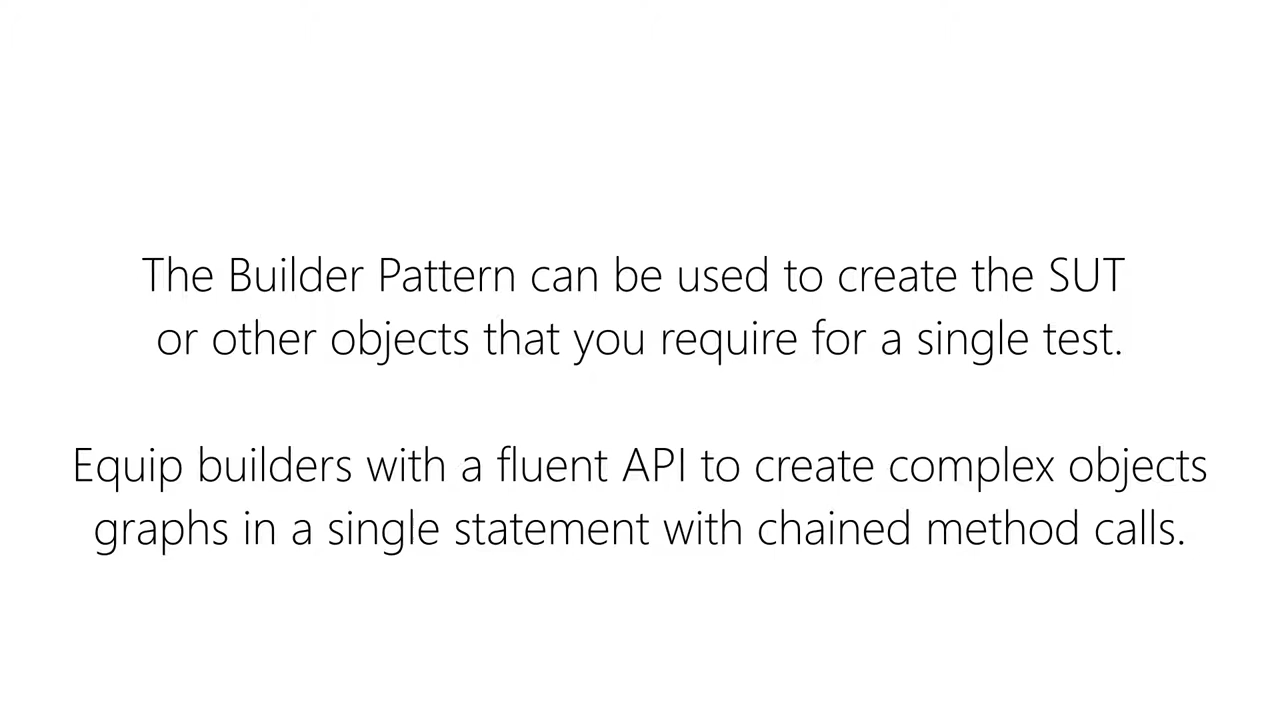 The Builder Pattern can be used to create the SUT
or other objects that you require for a single test.
Equip builders with a fluent API to create complex objects
graphs in a single statement with chained method calls.